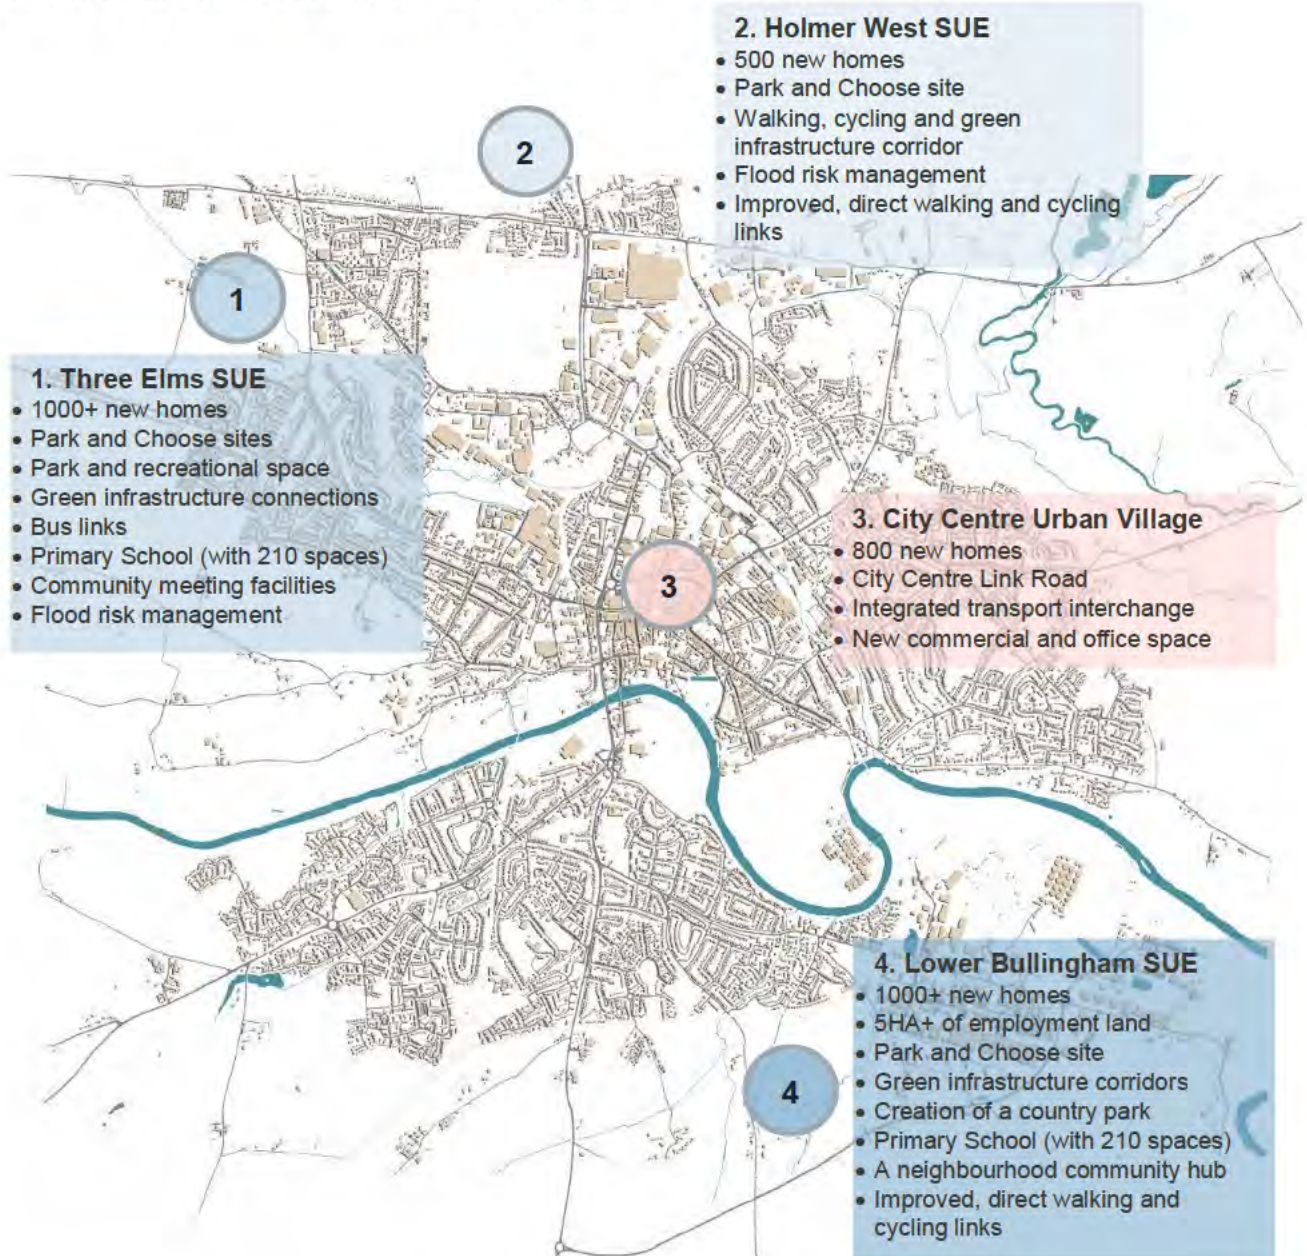 2. Holmer West SUE
• 500 new homes
• Park and Choose site
• Walking, cycling and green
infrastructure corridor
• Flood risk management
• Improved, direct walking and cycling
links
2
1
1. Three Elms SUE
• 1000+ new homes
• Park and Choose sites
• Park and recreational space
• Green infrastructure connections
• Bus links
• Primary School (with 210 spaces)
• Community meeting facilities
• Flood risk management
3. City Centre Urban Village
• 800 new homes
• City Centre Link Road
• Integrated transport interchange
• New commercial and office space
3
4. Lower Bullingham SUE
• 1000+ new homes
• 5HA+ of employment land
• Park and Choose site
• Green infrastructure corridors
• Creation of a country park
• Primary School (with 210 spaces)
• A neighbourhood community hub
• Improved, direct walking and
cycling links
4